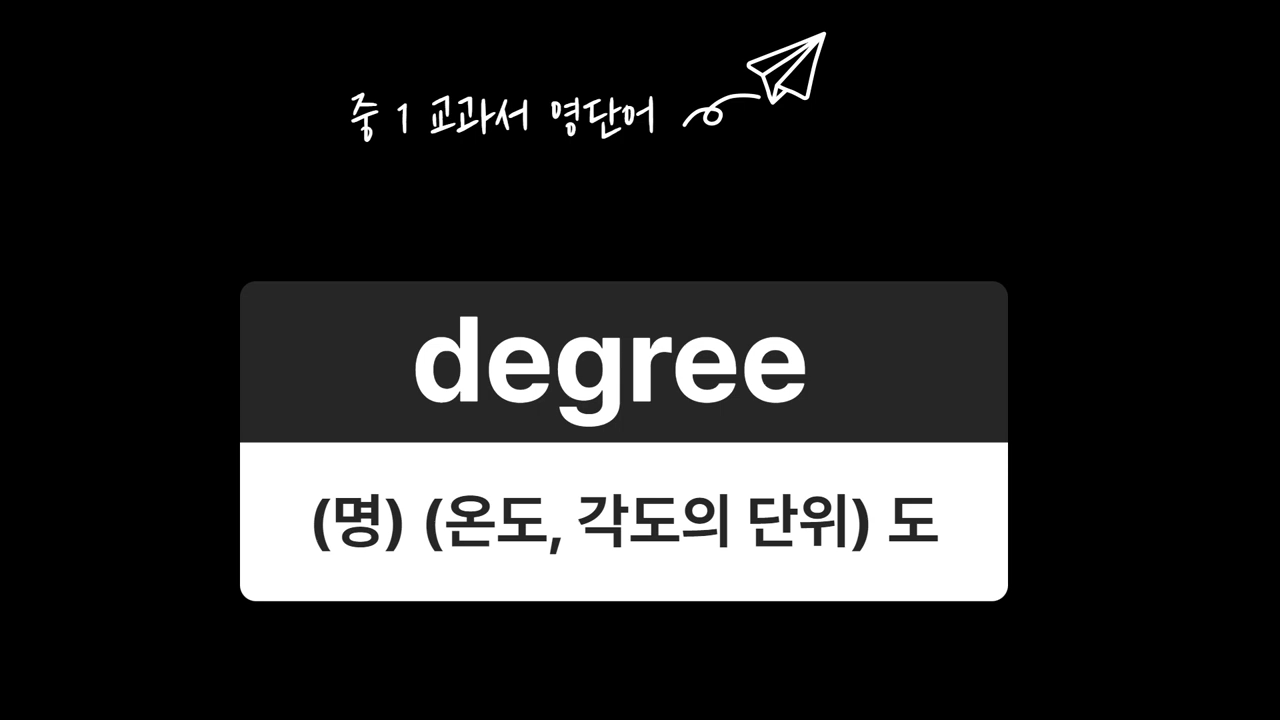 중 1 교과서 영단어
degree
(명) (온도, 각도의 단위) 도